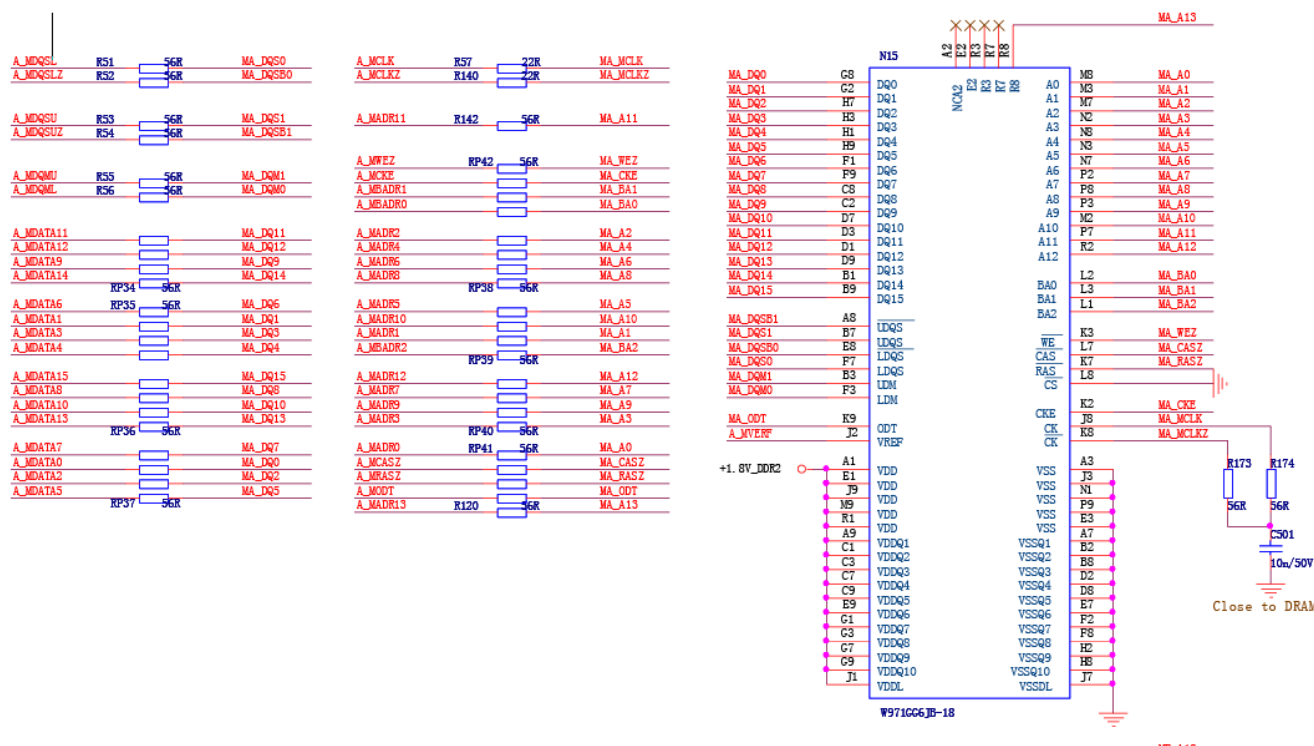 A_MDQSL R51 56R MA_DQS0
A_MDQSLZ R52 56R MA_DQSB0
A_MDQSU R53 56R MA_DQS1
A_MDQSUZ R54 56R MA_DQSB1
A_MDQMU R55 56R MA_DQM1
A_MDQML R56 56R MA_DQM0
A_MDATA11 MA_DQ11
A_MDATA12 MA_DQ12
A_MDATA9 MA_DQ9
A_MDATA14 MA_DQ14
RP34 56R
A_MDATA6 RP35 56R MA_DQ6
A_MDATA1 MA_DQ1
A_MDATA3 MA_DQ3
A_MDATA4 MA_DQ4
A_MDATA15 MA_DQ15
A_MDATA8 MA_DQ8
A_MDATA10 MA_DQ10
A_MDATA13 MA_DQ13
RP36 56R
A_MDATA7 MA_DQ7
A_MDATA0 MA_DQ0
A_MDATA2 MA_DQ2
A_MDATA5 MA_DQ5
RP37 56R
A_MCLK R57 22R MA_MCLK
A_MCLKZ R140 22R MA_MCLKZ
A_MADR11 R142 56R MA_A11
A_MWEZ RP42 56R MA_WEZ
A_MCKE MA_CKE
A_MBADR1 MA_BA1
A_MBADR0 MA_BA0
A_MADR2 MA_A2
A_MADR4 MA_A4
A_MADR6 MA_A6
A_MADR8 MA_A8
RP38 56R
A_MADR5 MA_A5
A_MADR10 MA_A10
A_MADR1 MA_A1
A_MBADR2 MA_BA2
RP39 56R
A_MADR12 MA_A12
A_MADR7 MA_A7
A_MADR9 MA_A9
A_MADR3 MA_A3
RP40 56R
A_MADR0 RP41 56R MA_A0
A_MCASZ MA_CASZ
A_MRASZ MA_RASZ
A_MODT MA_ODT
A_MADR13 R120 56R MA_A13
MA_A13
A2 E2 R3 R7 R8
N15
NCA2 E2 R3 R7 R8
MA_DQ0 G8 DQ0 A0 M8 MA_A0
MA_DQ1 G2 DQ1 A1 M3 MA_A1
MA_DQ2 H7 DQ2 A2 M7 MA_A2
MA_DQ3 H3 DQ3 A3 N2 MA_A3
MA_DQ4 H1 DQ4 A4 N8 MA_A4
MA_DQ5 H9 DQ5 A5 N3 MA_A5
MA_DQ6 F1 DQ6 A6 N7 MA_A6
MA_DQ7 F9 DQ7 A7 P2 MA_A7
MA_DQ8 C8 DQ8 A8 P8 MA_A8
MA_DQ9 C2 DQ9 A9 P3 MA_A9
MA_DQ10 D7 DQ10 A10 M2 MA_A10
MA_DQ11 D3 DQ11 A11 P7 MA_A11
MA_DQ12 D1 DQ12 A12 R2 MA_A12
MA_DQ13 D9 DQ13
MA_DQ14 B1 DQ14 BA0 L2 MA_BA0
MA_DQ15 B9 DQ15 BA1 L3 MA_BA1
BA2 L1 MA_BA2
MA_DQSB1 A8 UDQS
MA_DQS1 B7 UDQS WE K3 MA_WEZ
MA_DQSB0 E8 LDQS CAS L7 MA_CASZ
MA_DQS0 F7 LDQS RAS K7 MA_RASZ
MA_DQM1 B3 UDM CS L8
MA_DQM0 F3 LDM
CKE K2 MA_CKE
MA_ODT K9 ODT CK J8 MA_MCLK
A_MVERF J2 VREF CK K8 MA_MCLKZ
+1.8V_DDR2 A1 VDD VSS A3
E1 VDD VSS J3
J9 VDD VSS N1
M9 VDD VSS P9
R1 VDD VSS E3
A9 VDDQ1 VSSQ1 A7
C1 VDDQ2 VSSQ2 B2
C3 VDDQ3 VSSQ3 B8
C7 VDDQ4 VSSQ4 D2
C9 VDDQ5 VSSQ5 D8
E9 VDDQ6 VSSQ6 E7
G1 VDDQ7 VSSQ7 F2
G3 VDDQ8 VSSQ8 F8
G7 VDDQ9 VSSQ9 H2
G9 VDDQ10 VSSQ10 H8
J1 VDDL VSSDL J7
W971GG6JB-18
R173 R174
56R 56R
C501
10n/50V
Close to DRAM